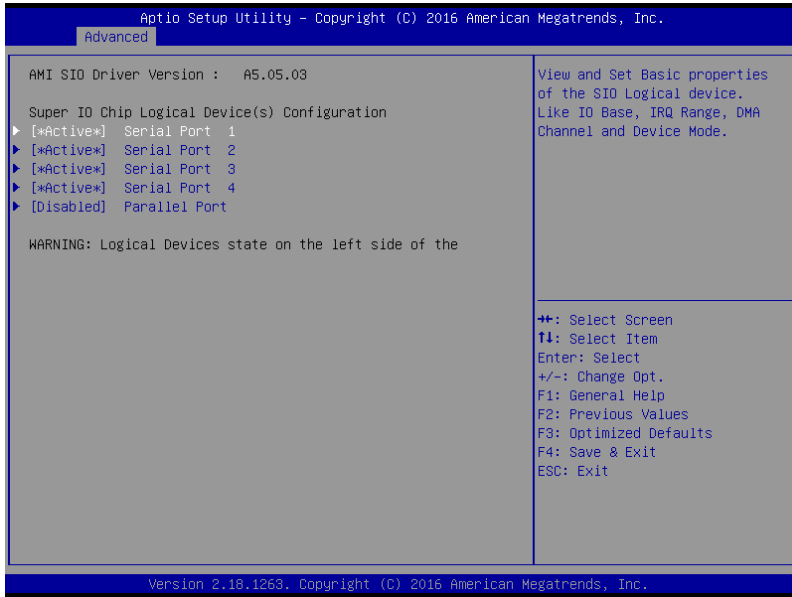 Aptio Setup Utility – Copyright (C) 2016 American Megatrends, Inc.
Advanced
AMI SIO Driver Version :   A5.05.03
Super IO Chip Logical Device(s) Configuration
[*Active*]   Serial Port  1
[*Active*]   Serial Port  2
[*Active*]   Serial Port  3
[*Active*]   Serial Port  4
[Disabled]   Parallel Port
WARNING: Logical Devices state on the left side of the
View and Set Basic properties
of the SIO Logical device.
Like IO Base, IRQ Range, DMA
Channel and Device Mode.
→←: Select Screen
↑↓: Select Item
Enter: Select
+/-: Change Opt.
F1: General Help
F2: Previous Values
F3: Optimized Defaults
F4: Save & Exit
ESC: Exit
Version 2.18.1263. Copyright (C) 2016 American Megatrends, Inc.